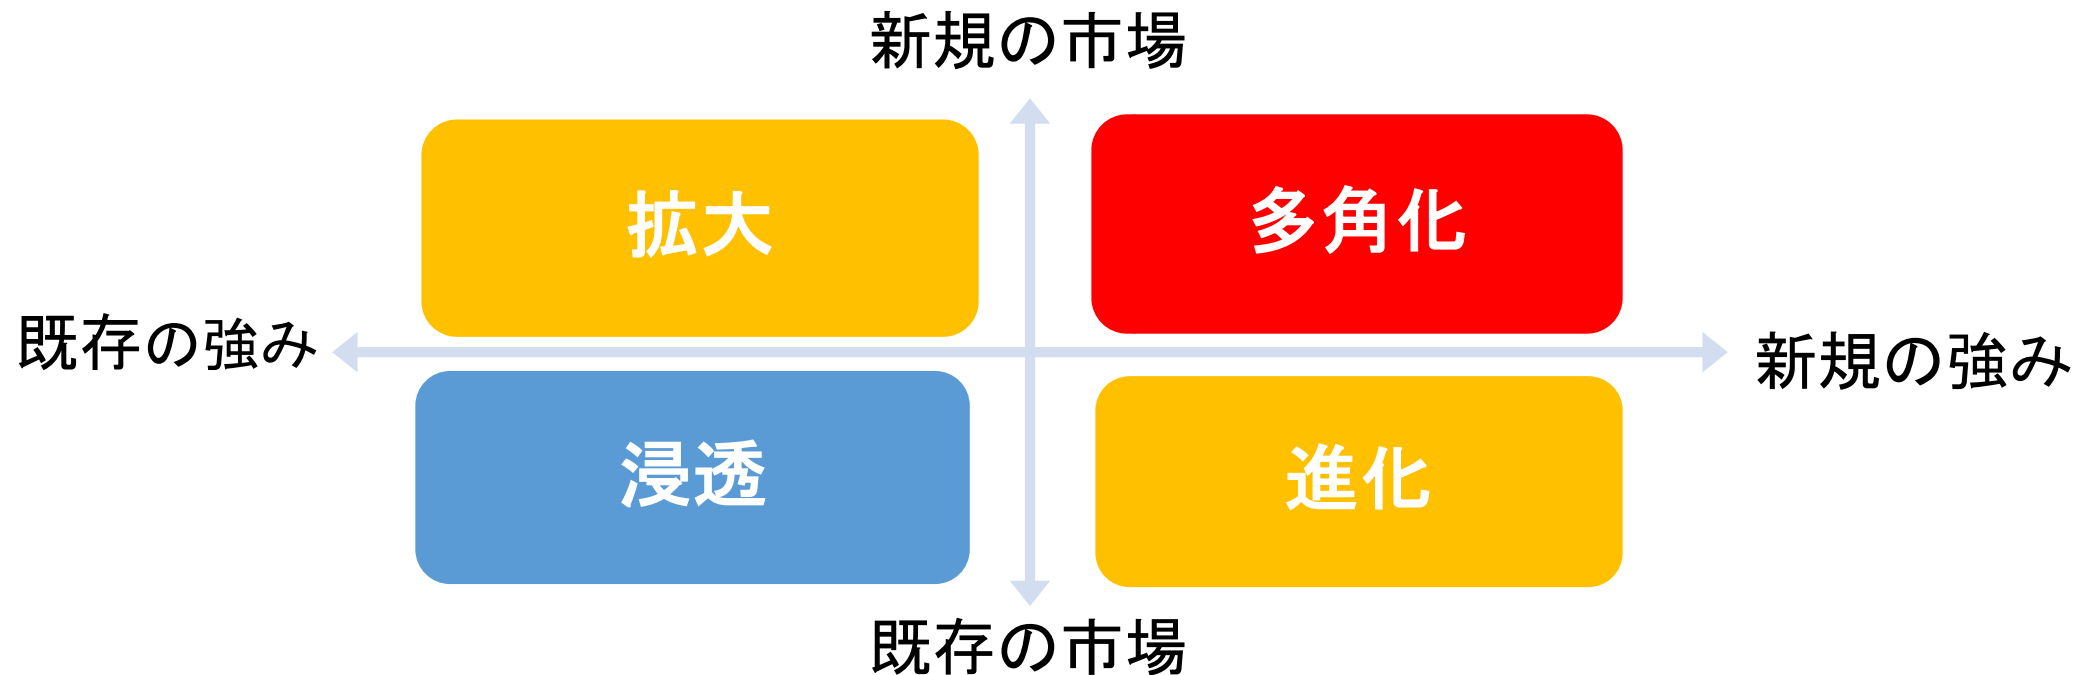 新規の市場
拡大
多角化
既存の強み
新規の強み
浸透
進化
既存の市場